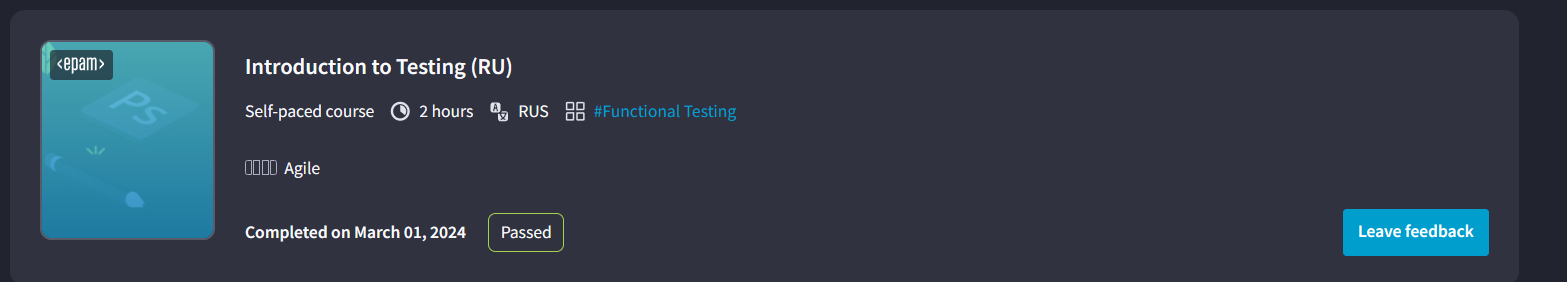 <epam>
Ps
Introduction to Testing (RU)
Self-paced course 2 hours RUS #Functional Testing
Agile
Completed on March 01, 2024 Passed
Leave feedback